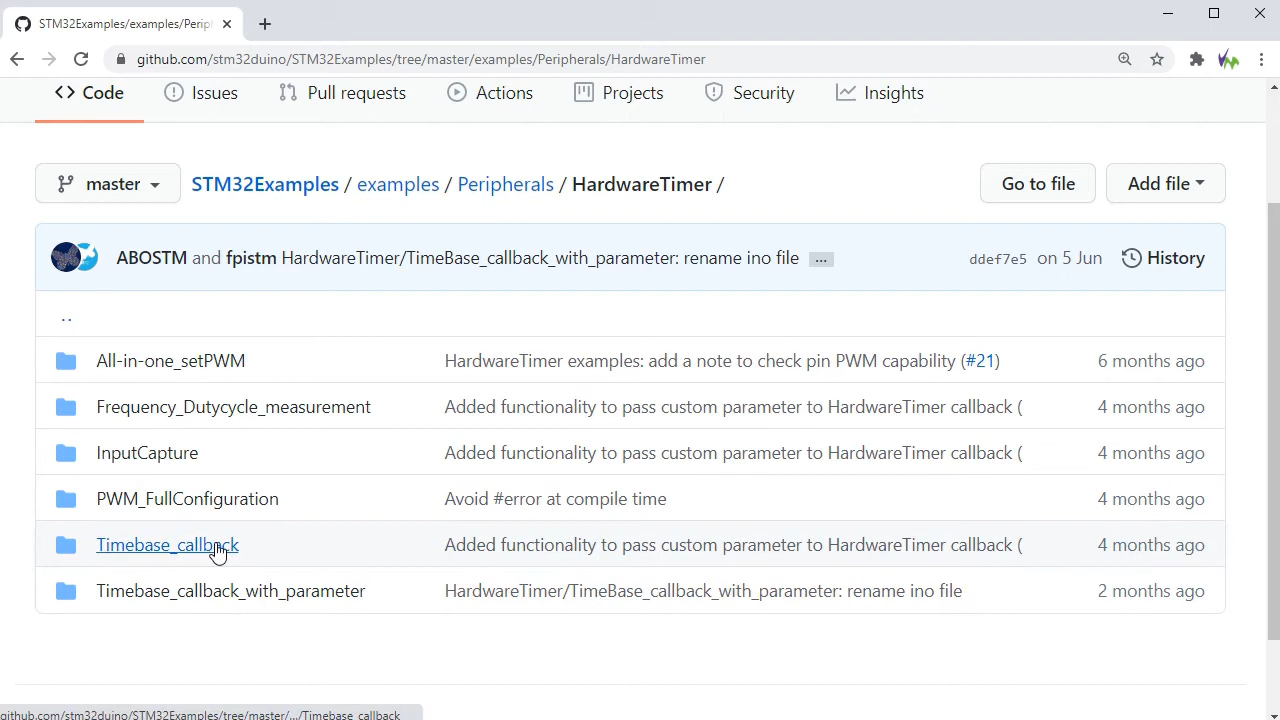 STM32Examples/examples/Perip
github.com/stm32duino/STM32Examples/tree/master/examples/Peripherals/HardwareTimer
Code Issues Pull requests Actions Projects Security Insights
master STM32Examples / examples / Peripherals / HardwareTimer / Go to file Add file
ABOSTM and fpistm HardwareTimer/TimeBase_callback_with_parameter: rename ino file ... ddef7e5 on 5 Jun History
..
All-in-one_setPWM HardwareTimer examples: add a note to check pin PWM capability (#21) 6 months ago
Frequency_Dutycycle_measurement Added functionality to pass custom parameter to HardwareTimer callback ( 4 months ago
InputCapture Added functionality to pass custom parameter to HardwareTimer callback ( 4 months ago
PWM_FullConfiguration Avoid #error at compile time 4 months ago
Timebase_callback Added functionality to pass custom parameter to HardwareTimer callback ( 4 months ago
Timebase_callback_with_parameter HardwareTimer/TimeBase_callback_with_parameter: rename ino file 2 months ago
github.com/stm32duino/STM32Examples/tree/master/.../Timebase_callback